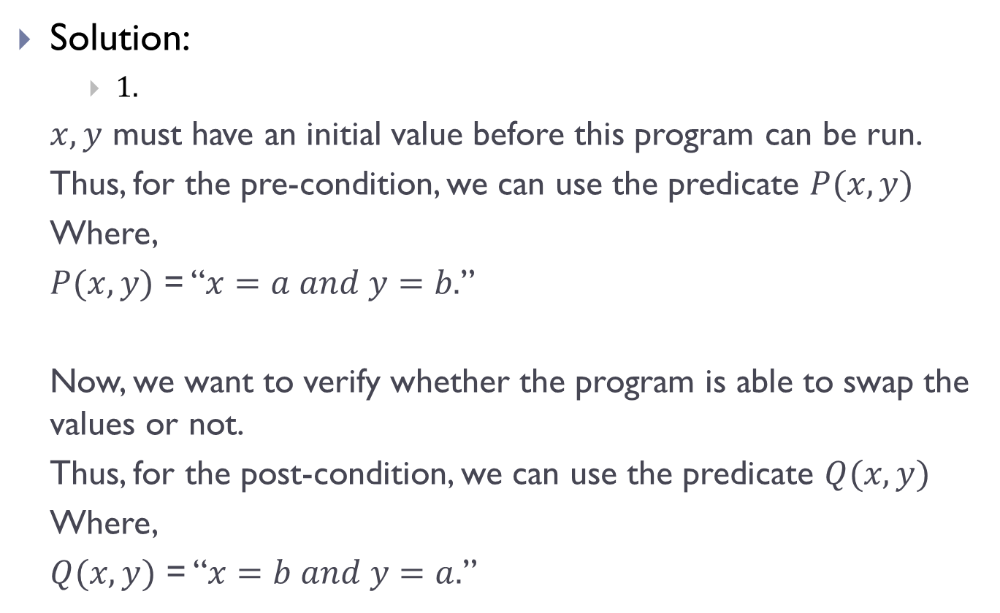 Solution:
1.
x, y must have an initial value before this program can be run.
Thus, for the pre-condition, we can use the predicate P(x, y)
Where,
P(x, y) = “x = a and y = b.”
Now, we want to verify whether the program is able to swap the
values or not.
Thus, for the post-condition, we can use the predicate Q(x, y)
Where,
Q(x, y) = “x = b and y = a.”